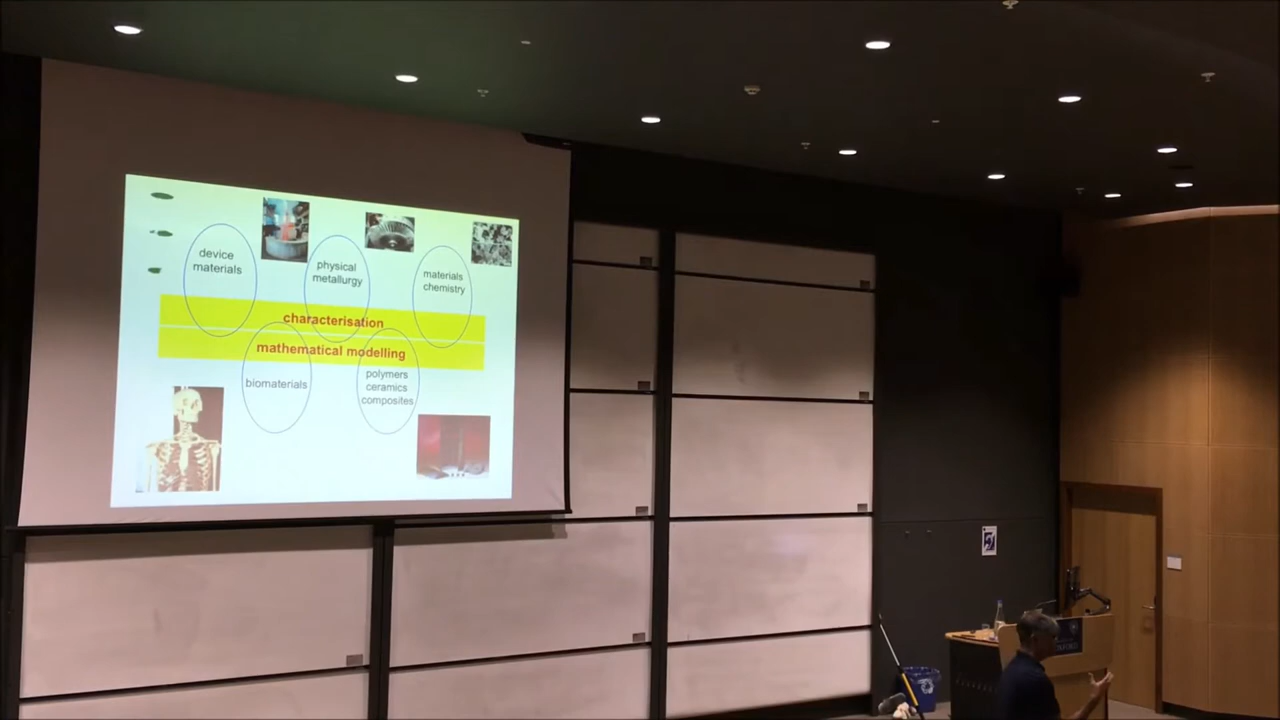 device
materials
physical
metallurgy
materials
chemistry
characterisation
mathematical modelling
biomaterials
polymers
ceramics
composites